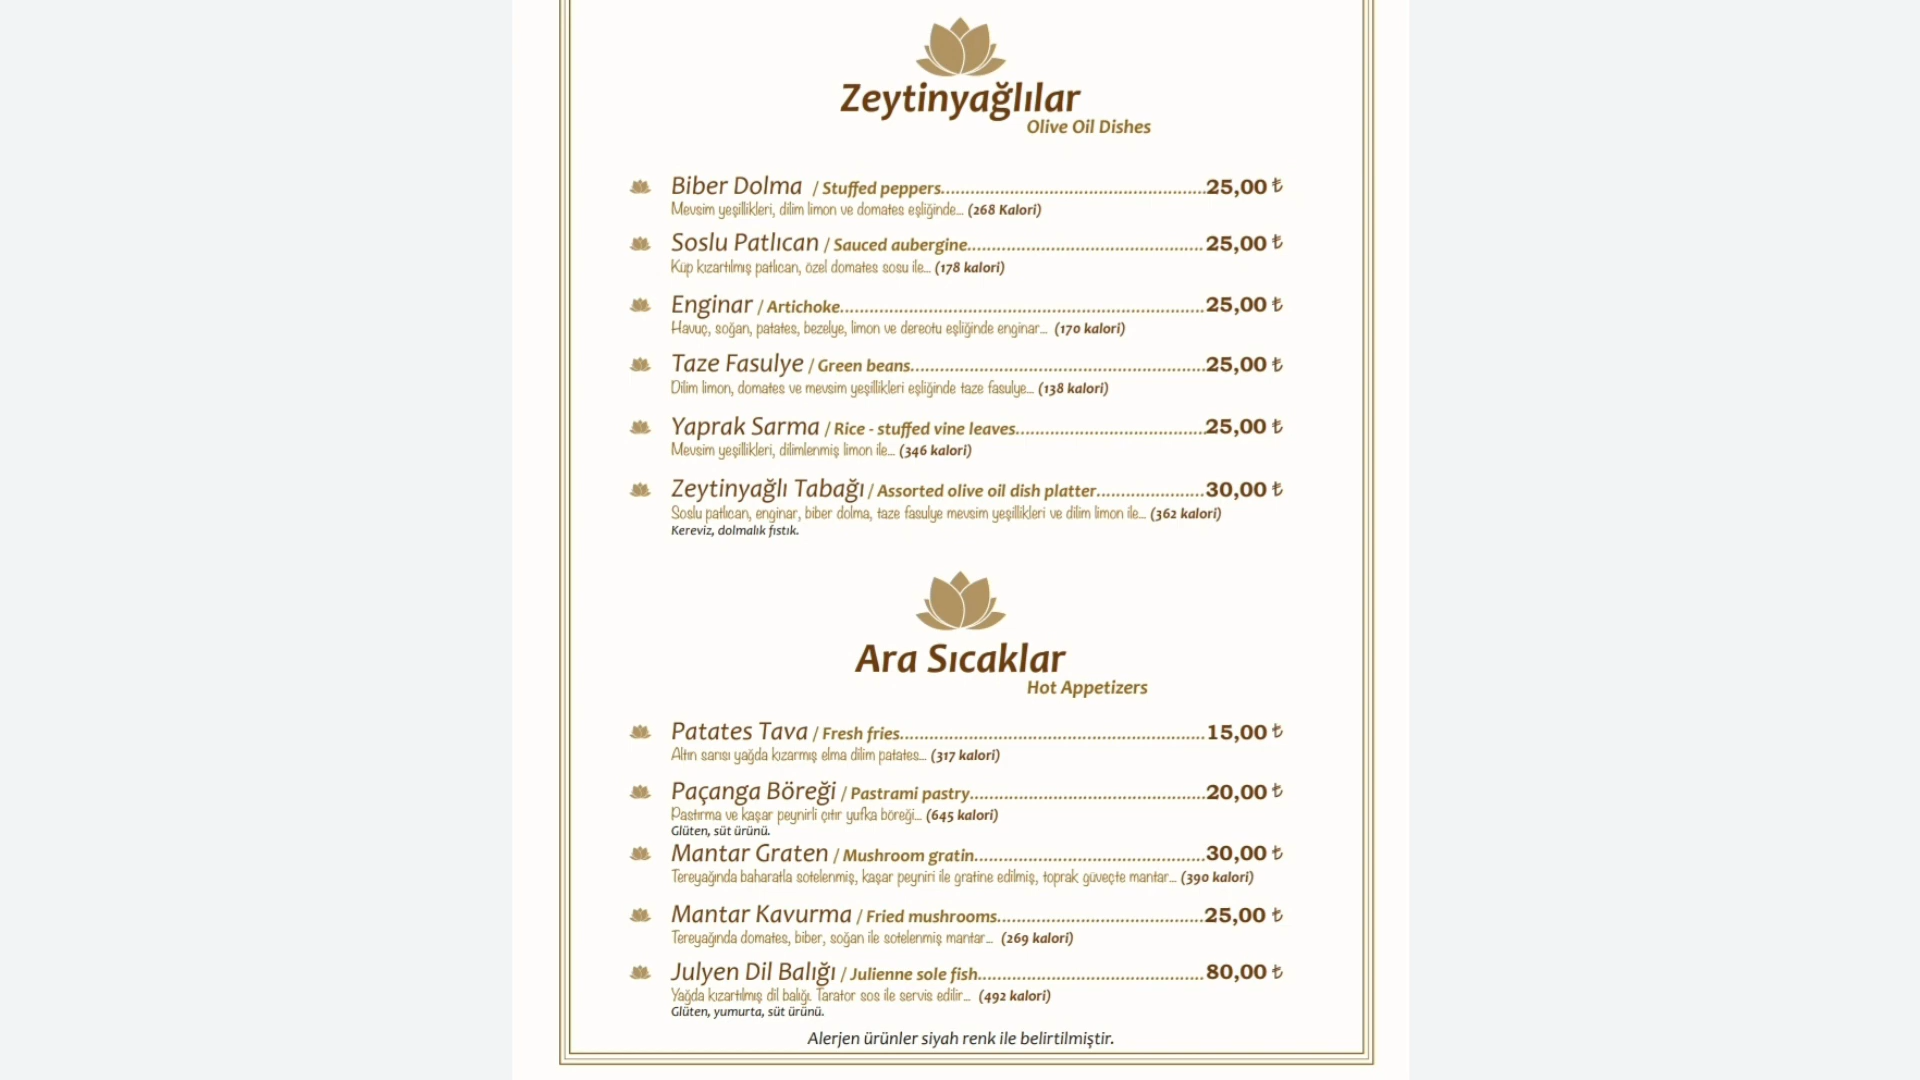 Zeytinyağlılar
Olive Oil Dishes
Biber Dolma / Stuffed peppers......................................................25,00 ₺
Mevsim yeşillikleri, dilim limon ve domates eşliğinde... (268 Kalori)
Soslu Patlıcan / Sauced aubergine................................................ 25,00 ₺
Küp kızartılmış patlıcan, özel domates sosu ile... (178 kalori)
Enginar / Artichoke...........................................................................25,00 ₺
Havuç, soğan, patates, bezelye, limon ve dereotu eşliğinde enginar... (170 kalori)
Taze Fasulye / Green beans............................................................25,00 ₺
Dilim limon, domates ve mevsim yeşillikleri eşliğinde taze fasulye... (138 kalori)
Yaprak Sarma / Rice - stuffed vine leaves.......................................25,00 ₺
Mevsim yeşillikleri, dilimlenmiş limon ile... (346 kalori)
Zeytinyağlı Tabağı / Assorted olive oil dish platter......................30,00 ₺
Soslu patlıcan, enginar, biber dolma, taze fasulye mevsim yeşillikleri ve dilim limon ile... (362 kalori)
Kereviz, dolmalık fıstık.
Ara Sıcaklar
Hot Appetizers
Patates Tava / Fresh fries.............................................................. 15,00 ₺
Altın sarısı yağda kızarmış elma dilim patates... (317 kalori)
Paçanga Böreği / Pastrami pastry................................................20,00 ₺
Pastırma ve kaşar peynirli çıtır yufka böreği... (645 kalori)
Glüten, süt ürünü.
Mantar Graten / Mushroom gratin...............................................30,00 ₺
Tereyağında baharatla sotelenmiş, kaşar peyniri ile gratine edilmiş, toprak güveçte mantar... (390 kalori)
Mantar Kavurma / Fried mushrooms..........................................25,00 ₺
Tereyağında domates, biber, soğan ile sotelenmiş mantar... (269 kalori)
Julyen Dil Balığı / Julienne sole fish.............................................. 80,00 ₺
Yağda kızartılmış dil balığı. Tarator sos ile servis edilir... (492 kalori)
Glüten, yumurta, süt ürünü.
Alerjen ürünler siyah renk ile belirtilmiştir.